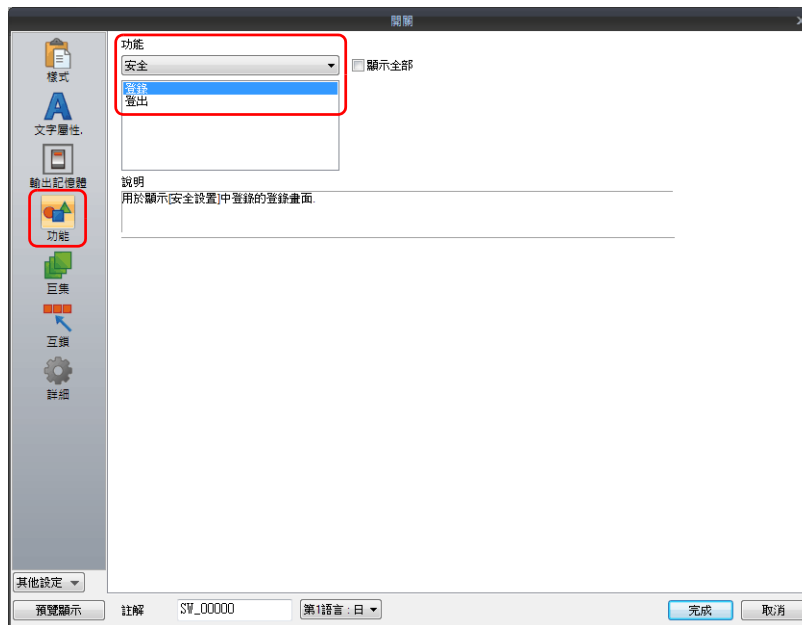 開關
樣式
文字屬性.
輸出記憶體
功能
巨集
互鎖
詳細
其他設定
功能
安全
顯示全部
登錄
登出
說明
用於顯示[安全設置]中登錄的登錄畫面.
預覽顯示
註解
SW_00000
第1語言 : 日
完成
取消